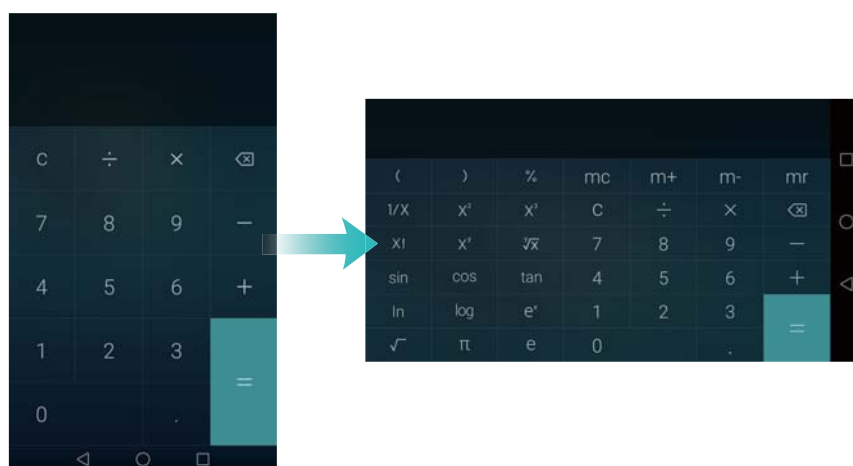 C ÷ ×
7 8 9 −
4 5 6 +
1 2 3 =
0 .
( ) % mc m+ m- mr
1/X X² X³ C ÷ ×
X! Xʸ ʸ√x 7 8 9 −
sin cos tan 4 5 6 +
ln log eˣ 1 2 3 =
√ π e 0 .